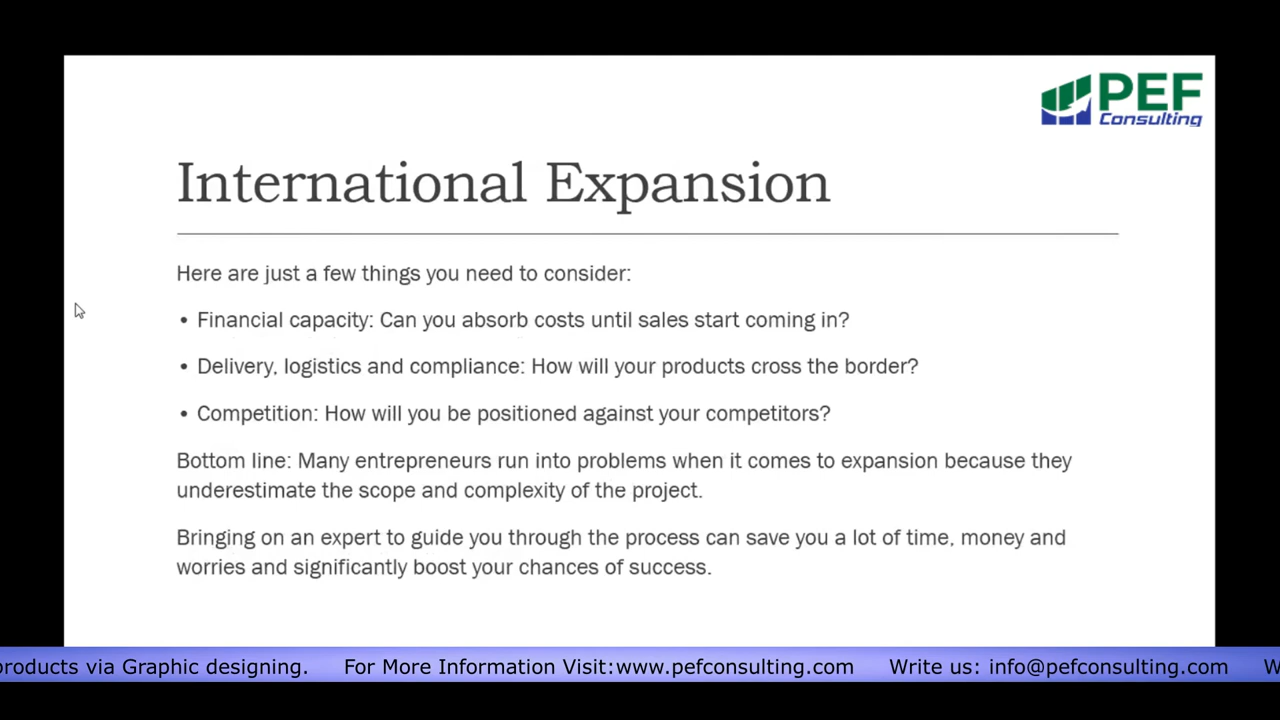 PEF
Consulting
International Expansion
Here are just a few things you need to consider:
• Financial capacity: Can you absorb costs until sales start coming in?
• Delivery, logistics and compliance: How will your products cross the border?
• Competition: How will you be positioned against your competitors?
Bottom line: Many entrepreneurs run into problems when it comes to expansion because they
underestimate the scope and complexity of the project.
Bringing on an expert to guide you through the process can save you a lot of time, money and
worries and significantly boost your chances of success.
products via Graphic designing. For More Information Visit:www.pefconsulting.com Write us: info@pefconsulting.com W